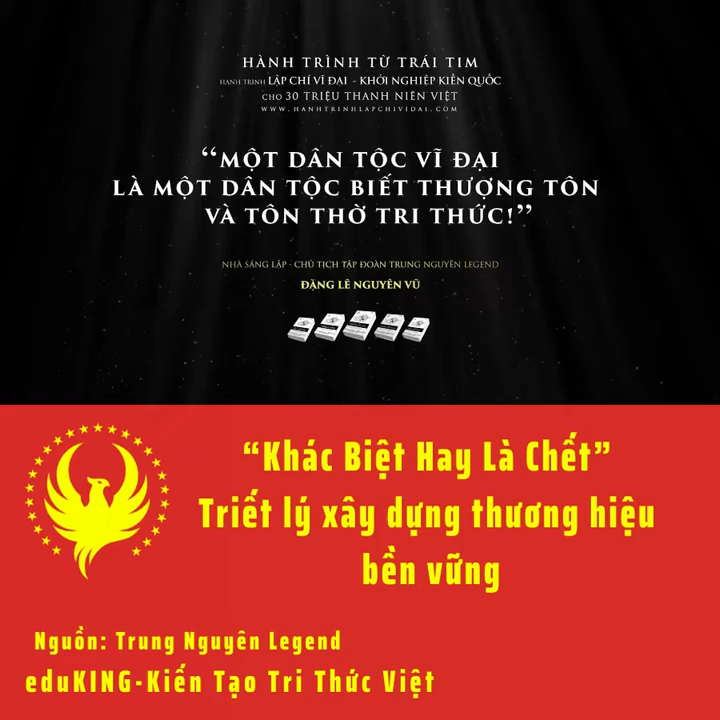 HÀNH TRÌNH TỪ TRÁI TIM
HÀNH TRÌNH LẬP CHÍ VĨ ĐẠI - KHỞI NGHIỆP KIẾN QUỐC
CHO 30 TRIỆU THANH NIÊN VIỆT
WWW.HANHTRINHLAPCHIVIDAI.COM
“MỘT DÂN TỘC VĨ ĐẠI
LÀ MỘT DÂN TỘC BIẾT THƯỢNG TÔN
VÀ TÔN THỜ TRI THỨC!”
NHÀ SÁNG LẬP - CHỦ TỊCH TẬP ĐOÀN TRUNG NGUYÊN LEGEND
ĐẶNG LÊ NGUYÊN VŨ
“Khác Biệt Hay Là Chết”
Triết lý xây dựng thương hiệu
bền vững
Nguồn: Trung Nguyên Legend
eduKING-Kiến Tạo Tri Thức Việt